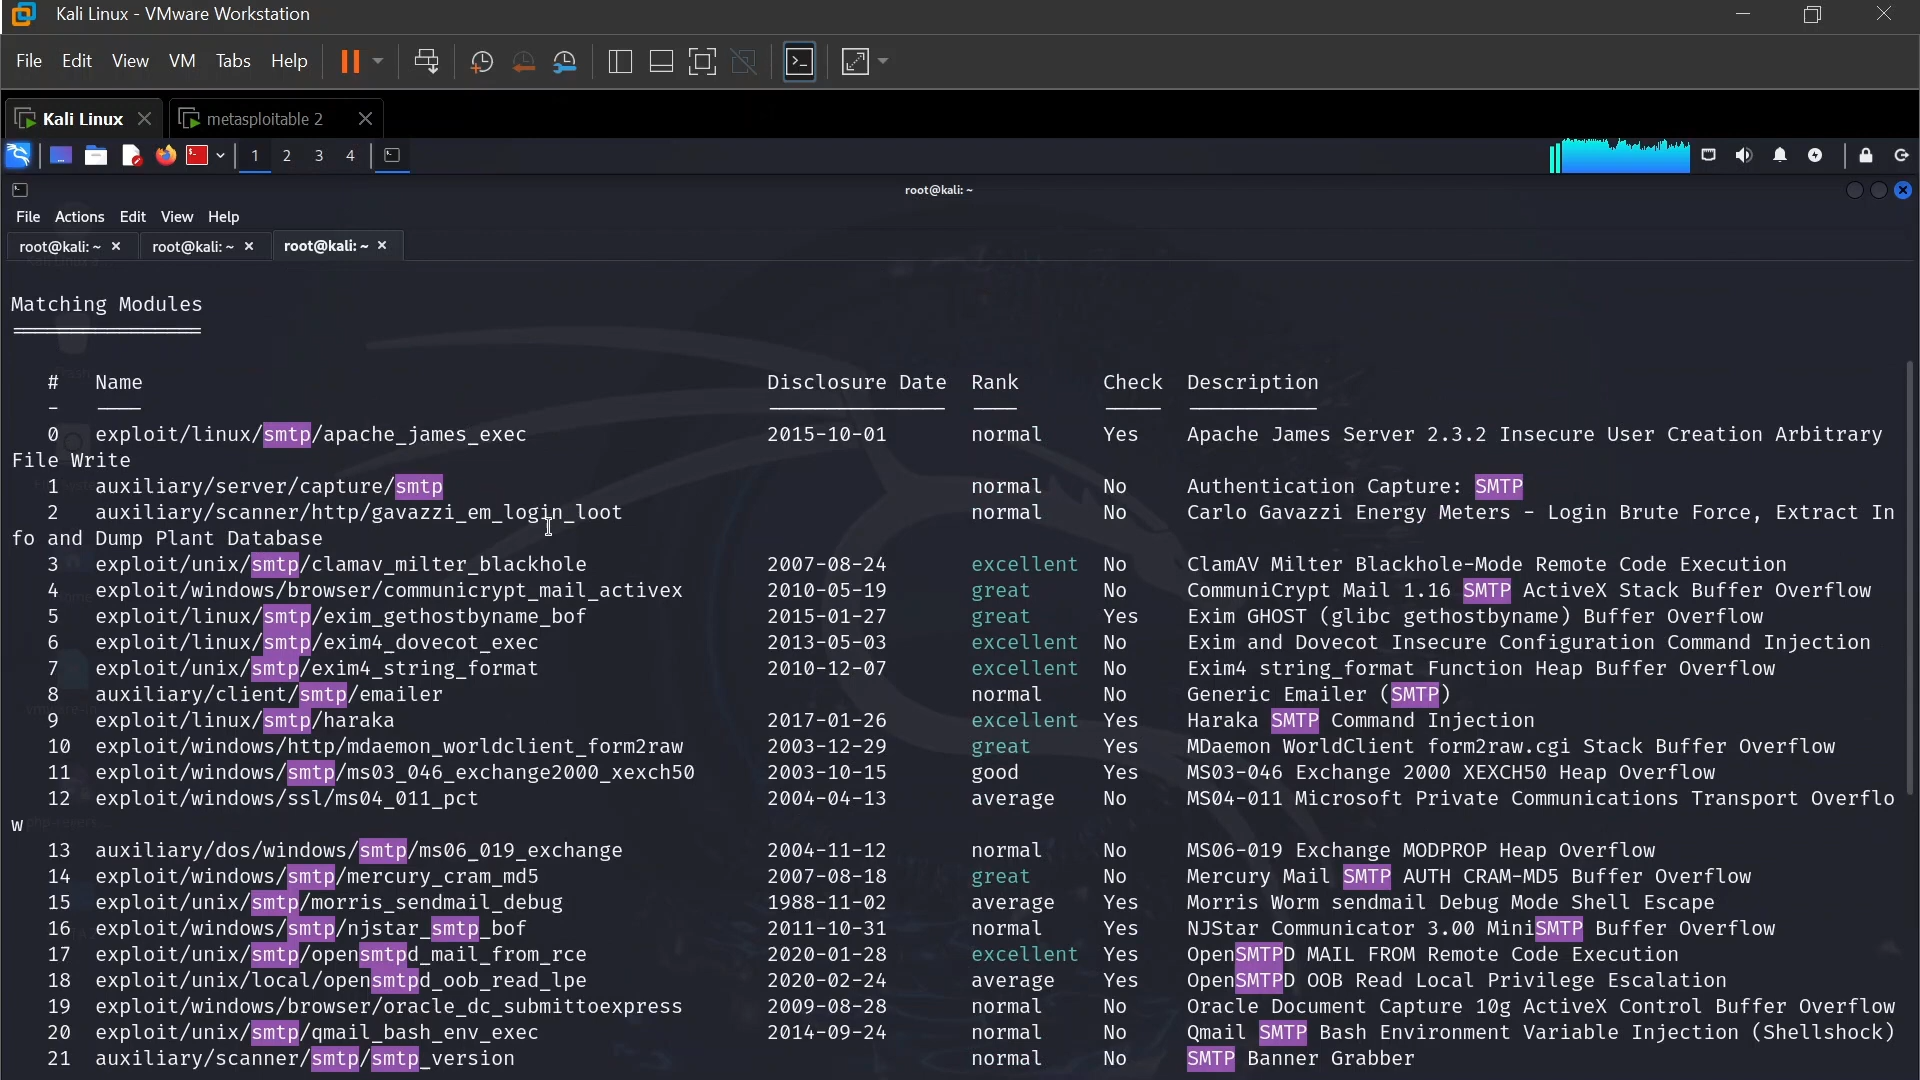 Kali Linux - VMware Workstation
File Edit View VM Tabs Help
Kali Linux metasploitable 2
1 2 3 4
root@kali: ~
File Actions Edit View Help
root@kali: ~ root@kali: ~ root@kali: ~
Matching Modules
================
# Name Disclosure Date Rank Check Description
- ---- --------------- ---- ----- -----------
0 exploit/linux/smtp/apache_james_exec 2015-10-01 normal Yes Apache James Server 2.3.2 Insecure User Creation Arbitrary
File Write
1 auxiliary/server/capture/smtp normal No Authentication Capture: SMTP
2 auxiliary/scanner/http/gavazzi_em_login_loot normal No Carlo Gavazzi Energy Meters - Login Brute Force, Extract In
fo and Dump Plant Database
3 exploit/unix/smtp/clamav_milter_blackhole 2007-08-24 excellent No ClamAV Milter Blackhole-Mode Remote Code Execution
4 exploit/windows/browser/communicrypt_mail_activex 2010-05-19 great No CommuniCrypt Mail 1.16 SMTP ActiveX Stack Buffer Overflow
5 exploit/linux/smtp/exim_gethostbyname_bof 2015-01-27 great Yes Exim GHOST (glibc gethostbyname) Buffer Overflow
6 exploit/linux/smtp/exim4_dovecot_exec 2013-05-03 excellent No Exim and Dovecot Insecure Configuration Command Injection
7 exploit/unix/smtp/exim4_string_format 2010-12-07 excellent No Exim4 string_format Function Heap Buffer Overflow
8 auxiliary/client/smtp/emailer normal No Generic Emailer (SMTP)
9 exploit/linux/smtp/haraka 2017-01-26 excellent Yes Haraka SMTP Command Injection
10 exploit/windows/http/mdaemon_worldclient_form2raw 2003-12-29 great Yes MDaemon WorldClient form2raw.cgi Stack Buffer Overflow
11 exploit/windows/smtp/ms03_046_exchange2000_xexch50 2003-10-15 good Yes MS03-046 Exchange 2000 XEXCH50 Heap Overflow
12 exploit/windows/ssl/ms04_011_pct 2004-04-13 average No MS04-011 Microsoft Private Communications Transport Overflo
w
13 auxiliary/dos/windows/smtp/ms06_019_exchange 2004-11-12 normal No MS06-019 Exchange MODPROP Heap Overflow
14 exploit/windows/smtp/mercury_cram_md5 2007-08-18 great No Mercury Mail SMTP AUTH CRAM-MD5 Buffer Overflow
15 exploit/unix/smtp/morris_sendmail_debug 1988-11-02 average Yes Morris Worm sendmail Debug Mode Shell Escape
16 exploit/windows/smtp/njstar_smtp_bof 2011-10-31 normal Yes NJStar Communicator 3.00 MiniSMTP Buffer Overflow
17 exploit/unix/smtp/opensmtpd_mail_from_rce 2020-01-28 excellent Yes OpenSMTPD MAIL FROM Remote Code Execution
18 exploit/unix/local/opensmtpd_oob_read_lpe 2020-02-24 average Yes OpenSMTPD OOB Read Local Privilege Escalation
19 exploit/windows/browser/oracle_dc_submittoexpress 2009-08-28 normal No Oracle Document Capture 10g ActiveX Control Buffer Overflow
20 exploit/unix/smtp/qmail_bash_env_exec 2014-09-24 normal No Qmail SMTP Bash Environment Variable Injection (Shellshock)
21 auxiliary/scanner/smtp/smtp_version normal No SMTP Banner Grabber